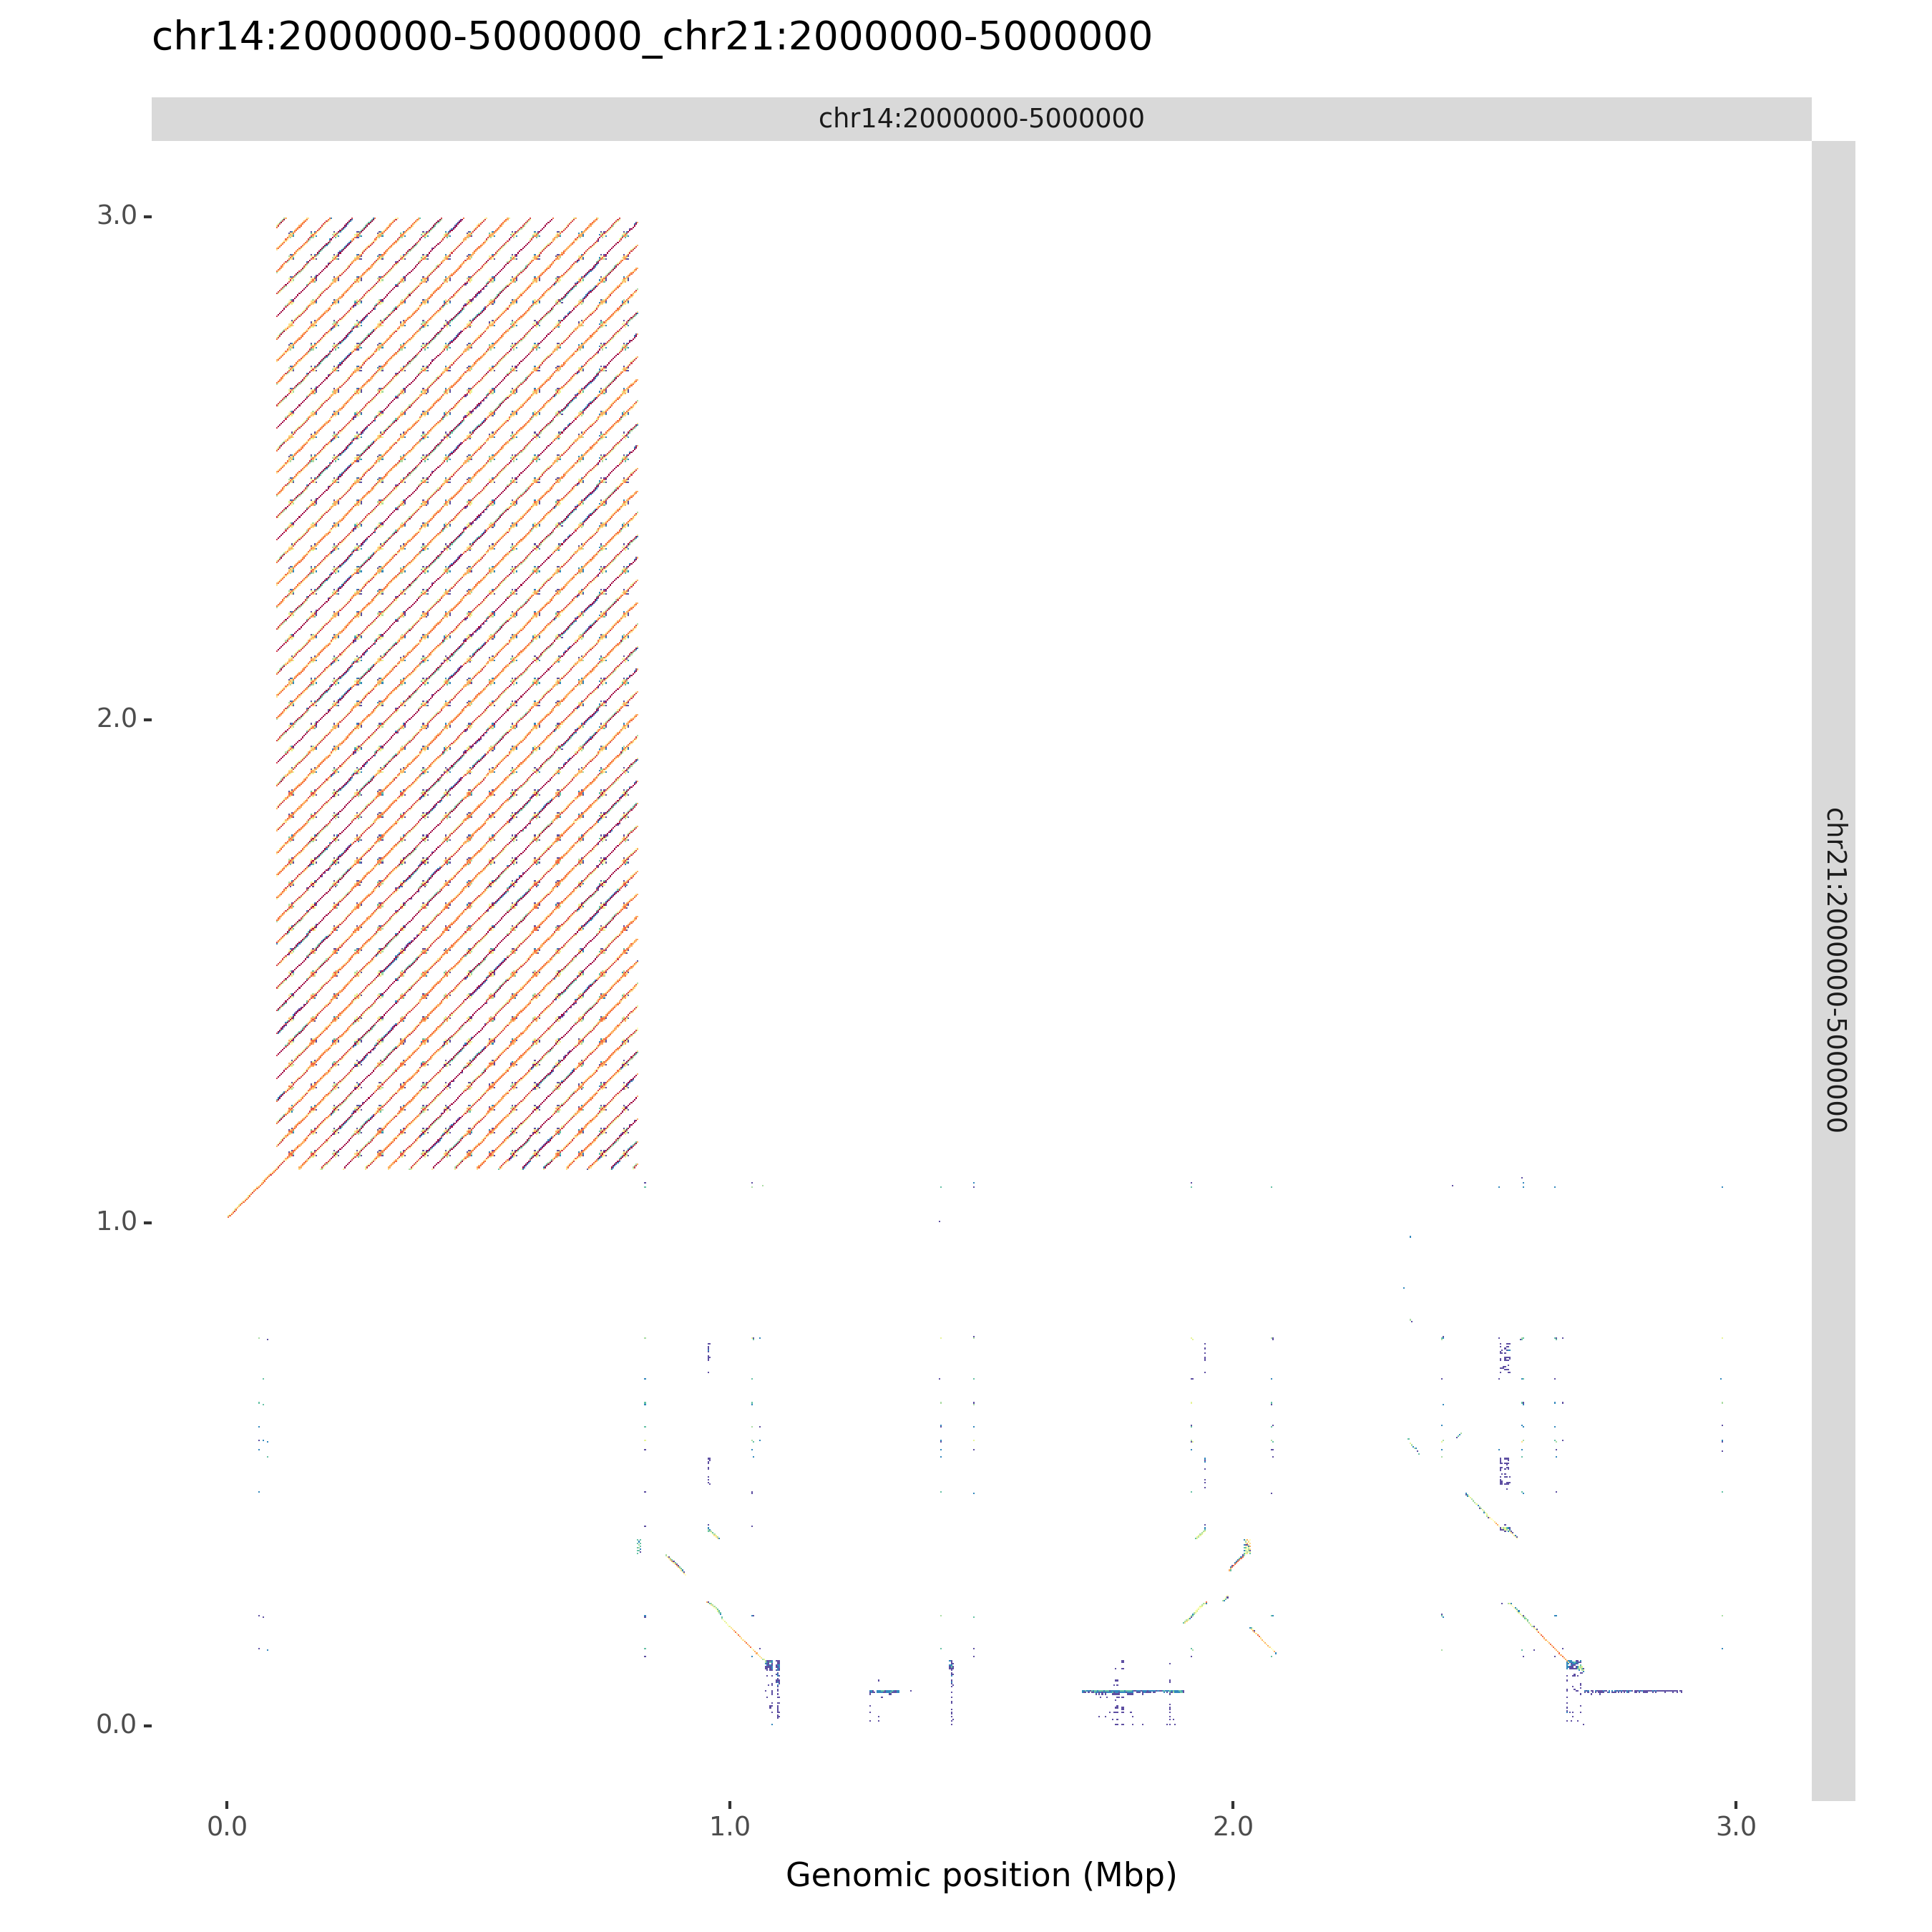 chr14:2000000-5000000_chr21:2000000-5000000
chr14:2000000-5000000
chr21:2000000-5000000
3.0
2.0
1.0
0.0
0.0 1.0 2.0 3.0
Genomic position (Mbp)